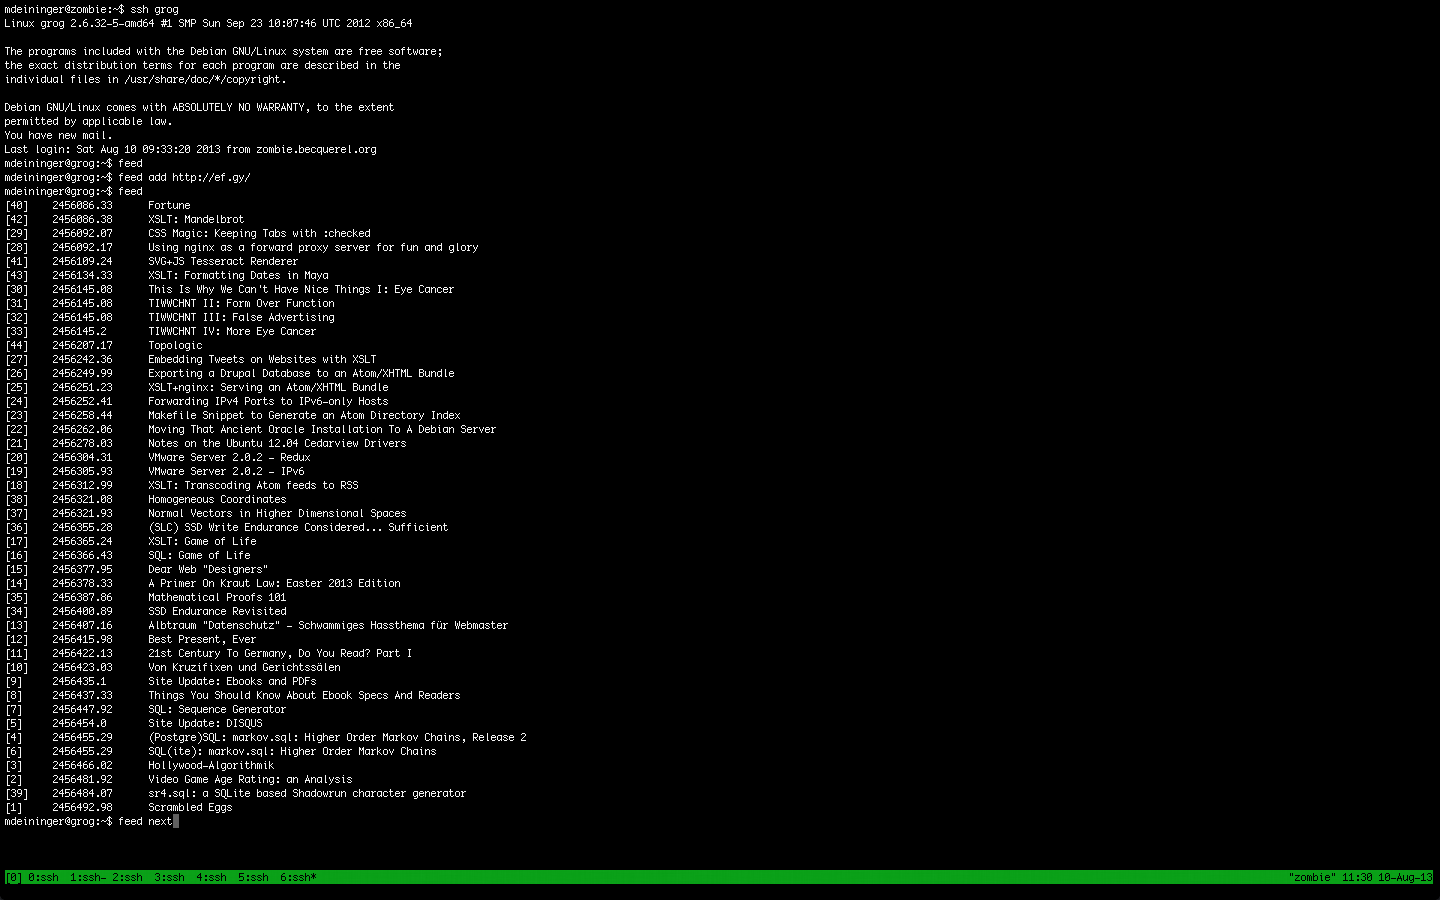 mdeininger@zombie:~$ ssh grog
Linux grog 2.6.32-5-amd64 #1 SMP Sun Sep 23 10:07:46 UTC 2012 x86_64
The programs included with the Debian GNU/Linux system are free software;
the exact distribution terms for each program are described in the
individual files in /usr/share/doc/*/copyright.
Debian GNU/Linux comes with ABSOLUTELY NO WARRANTY, to the extent
permitted by applicable law.
You have new mail.
Last login: Sat Aug 10 09:33:20 2013 from zombie.becquerel.org
mdeininger@grog:~$ feed
mdeininger@grog:~$ feed add http://ef.gy/
mdeininger@grog:~$ feed
[40] 2456086.33 Fortune
[42] 2456086.38 XSLT: Mandelbrot
[29] 2456092.07 CSS Magic: Keeping Tabs with :checked
[28] 2456092.17 Using nginx as a forward proxy server for fun and glory
[41] 2456109.24 SVG+JS Tesseract Renderer
[43] 2456134.33 XSLT: Formatting Dates in Maya
[30] 2456145.08 This Is Why We Can't Have Nice Things I: Eye Cancer
[31] 2456145.08 TIWWCHNT II: Form Over Function
[32] 2456145.08 TIWWCHNT III: False Advertising
[33] 2456145.2 TIWWCHNT IV: More Eye Cancer
[44] 2456207.17 Topologic
[27] 2456242.36 Embedding Tweets on Websites with XSLT
[26] 2456249.99 Exporting a Drupal Database to an Atom/XHTML Bundle
[25] 2456251.23 XSLT+nginx: Serving an Atom/XHTML Bundle
[24] 2456252.41 Forwarding IPv4 Ports to IPv6-only Hosts
[23] 2456258.44 Makefile Snippet to Generate an Atom Directory Index
[22] 2456262.06 Moving That Ancient Oracle Installation To A Debian Server
[21] 2456278.03 Notes on the Ubuntu 12.04 Cedarview Drivers
[20] 2456304.31 VMware Server 2.0.2 - Redux
[19] 2456305.93 VMware Server 2.0.2 - IPv6
[18] 2456312.99 XSLT: Transcoding Atom feeds to RSS
[38] 2456321.08 Homogeneous Coordinates
[37] 2456321.93 Normal Vectors in Higher Dimensional Spaces
[36] 2456355.28 (SLC) SSD Write Endurance Considered... Sufficient
[17] 2456365.24 XSLT: Game of Life
[16] 2456366.43 SQL: Game of Life
[15] 2456377.95 Dear Web "Designers"
[14] 2456378.33 A Primer On Kraut Law: Easter 2013 Edition
[35] 2456387.86 Mathematical Proofs 101
[34] 2456400.89 SSD Endurance Revisited
[13] 2456407.16 Albtraum "Datenschutz" - Schwammiges Hassthema für Webmaster
[12] 2456415.98 Best Present, Ever
[11] 2456422.13 21st Century To Germany, Do You Read? Part I
[10] 2456423.03 Von Kruzifixen und Gerichtssälen
[9] 2456435.1 Site Update: Ebooks and PDFs
[8] 2456437.33 Things You Should Know About Ebook Specs And Readers
[7] 2456447.92 SQL: Sequence Generator
[5] 2456454.0 Site Update: DISQUS
[4] 2456455.29 (Postgre)SQL: markov.sql: Higher Order Markov Chains, Release 2
[6] 2456455.29 SQL(ite): markov.sql: Higher Order Markov Chains
[3] 2456466.02 Hollywood-Algorithmik
[2] 2456481.92 Video Game Age Rating: an Analysis
[39] 2456484.07 sr4.sql: a SQLite based Shadowrun character generator
[1] 2456492.98 Scrambled Eggs
mdeininger@grog:~$ feed next
[0] 0:ssh 1:ssh- 2:ssh 3:ssh 4:ssh 5:ssh 6:ssh* "zombie" 11:30 10-Aug-13